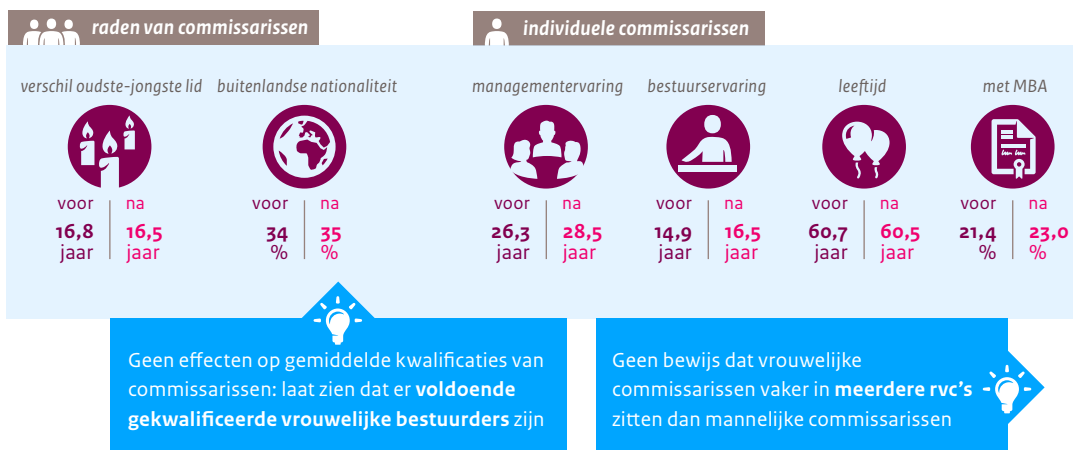 raden van commissarissen
individuele commissarissen
verschil oudste-jongste lid
buitenlandse nationaliteit
managementervaring
bestuurservaring
leeftijd
met MBA
voor na
16,8 16,5
jaar jaar
voor na
34 35
% %
voor na
26,3 28,5
jaar jaar
voor na
14,9 16,5
jaar jaar
voor na
60,7 60,5
jaar jaar
voor na
21,4 23,0
% %
Geen effecten op gemiddelde kwalificaties van
commissarissen: laat zien dat er voldoende
gekwalificeerde vrouwelijke bestuurders zijn
Geen bewijs dat vrouwelijke
commissarissen vaker in meerdere rvc's
zitten dan mannelijke commissarissen